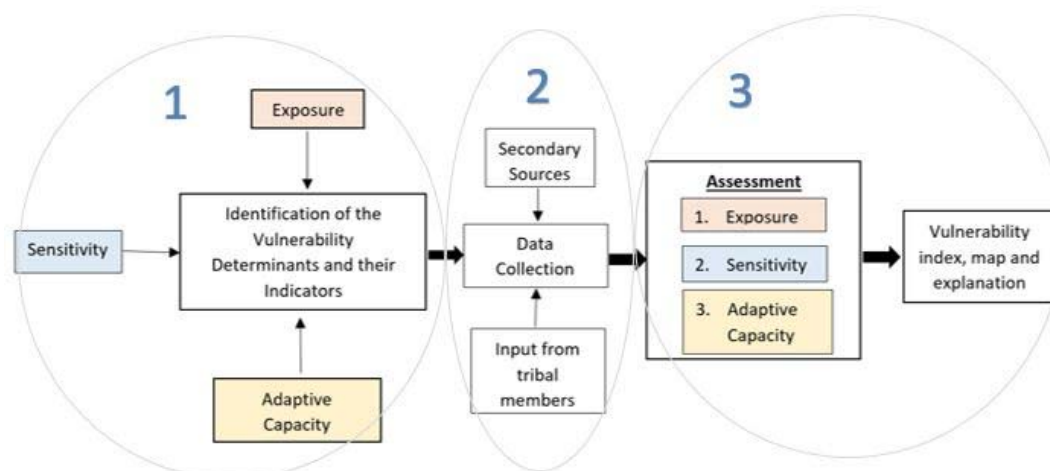 1
Exposure
Sensitivity
Identification of the
Vulnerability
Determinants and their
Indicators
Adaptive
Capacity
2
Secondary
Sources
Data
Collection
Input from
tribal
members
3
Assessment
1. Exposure
2. Sensitivity
3. Adaptive
Capacity
Vulnerability
index, map and
explanation